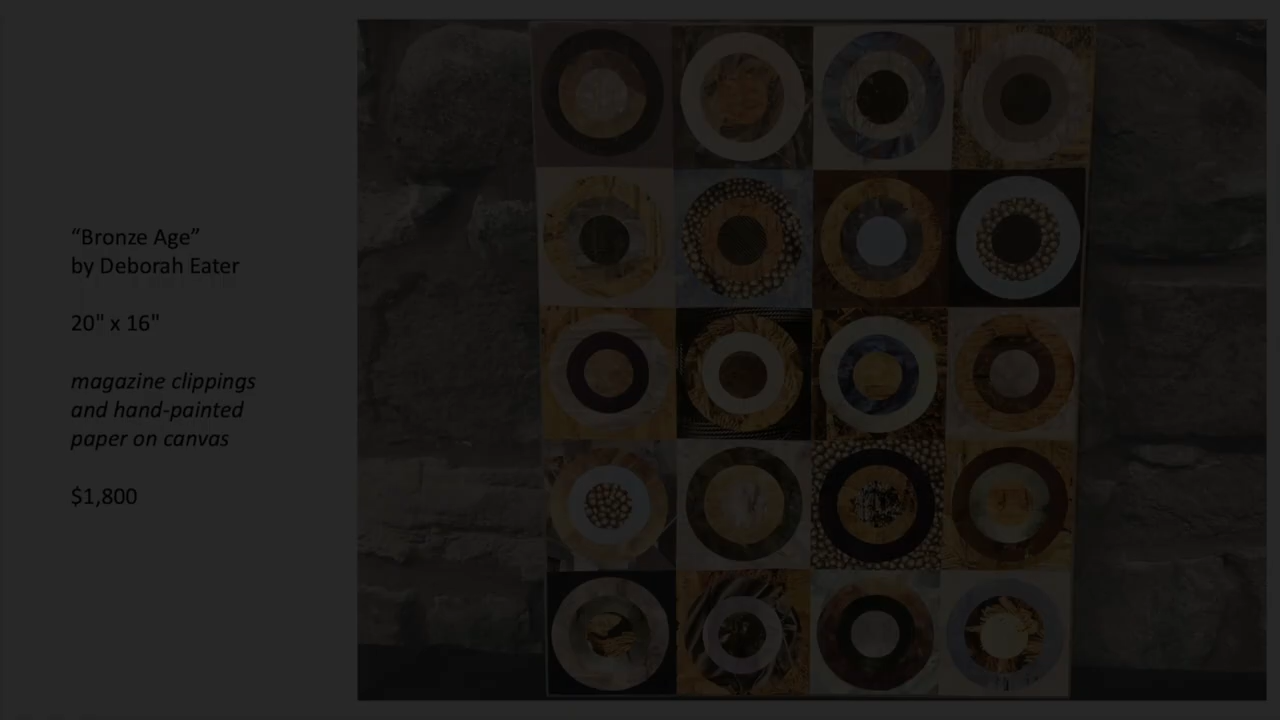 “Bronze Age”
by Deborah Eater
20" x 16"
magazine clippings
and hand-painted
paper on canvas
$1,800